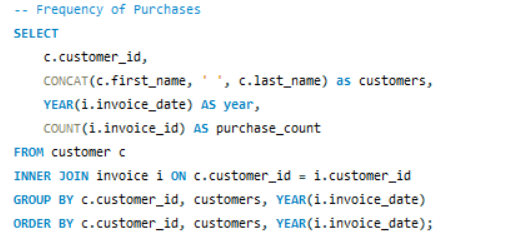 -- Frequency of Purchases
SELECT
    c.customer_id,
    CONCAT(c.first_name, ' ', c.last_name) as customers,
    YEAR(i.invoice_date) AS year,
    COUNT(i.invoice_id) AS purchase_count
FROM customer c
INNER JOIN invoice i ON c.customer_id = i.customer_id
GROUP BY c.customer_id, customers, YEAR(i.invoice_date)
ORDER BY c.customer_id, customers, YEAR(i.invoice_date);